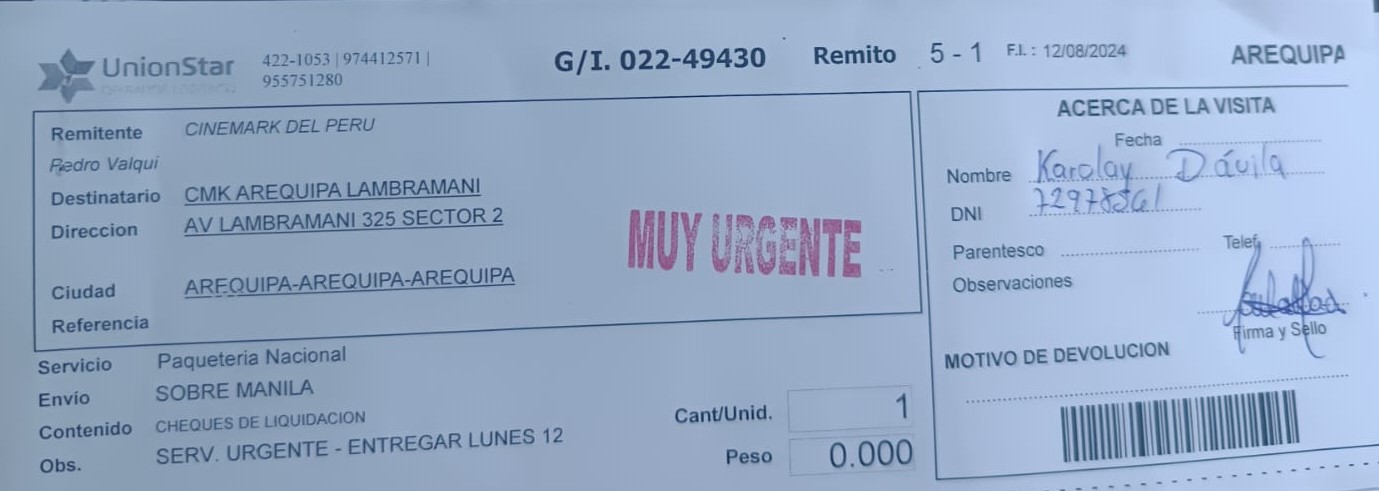 UnionStar
422-1053 | 974412571 |
955751280
G/I. 022-49430 Remito 5 - 1 F.I. : 12/08/2024 AREQUIPA
Remitente CINEMARK DEL PERU
Pedro Valqui
Destinatario CMK AREQUIPA LAMBRAMANI
Direccion AV LAMBRAMANI 325 SECTOR 2
Ciudad AREQUIPA-AREQUIPA-AREQUIPA
Referencia
MUY URGENTE
Servicio Paqueteria Nacional
Envío SOBRE MANILA
Contenido CHEQUES DE LIQUIDACION
Obs. SERV. URGENTE - ENTREGAR LUNES 12
Cant/Unid. 1
Peso 0.000
ACERCA DE LA VISITA
Fecha
Nombre Karolay Dávila
DNI 72978561
Parentesco Telef
Observaciones
Firma y Sello
MOTIVO DE DEVOLUCION